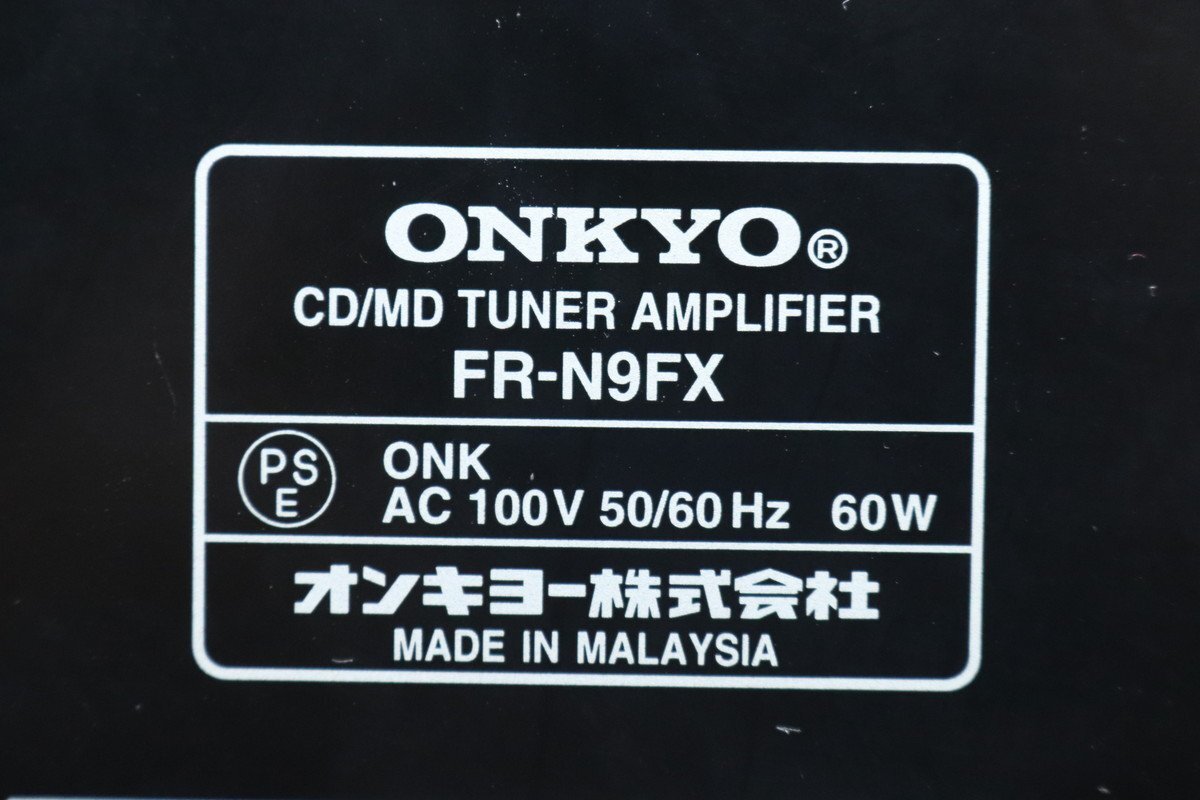 ONKYO®
CD/MD TUNER AMPLIFIER
FR-N9FX
PSE
ONK
AC 100V 50/60Hz 60W
オンキヨー株式会社
MADE IN MALAYSIA